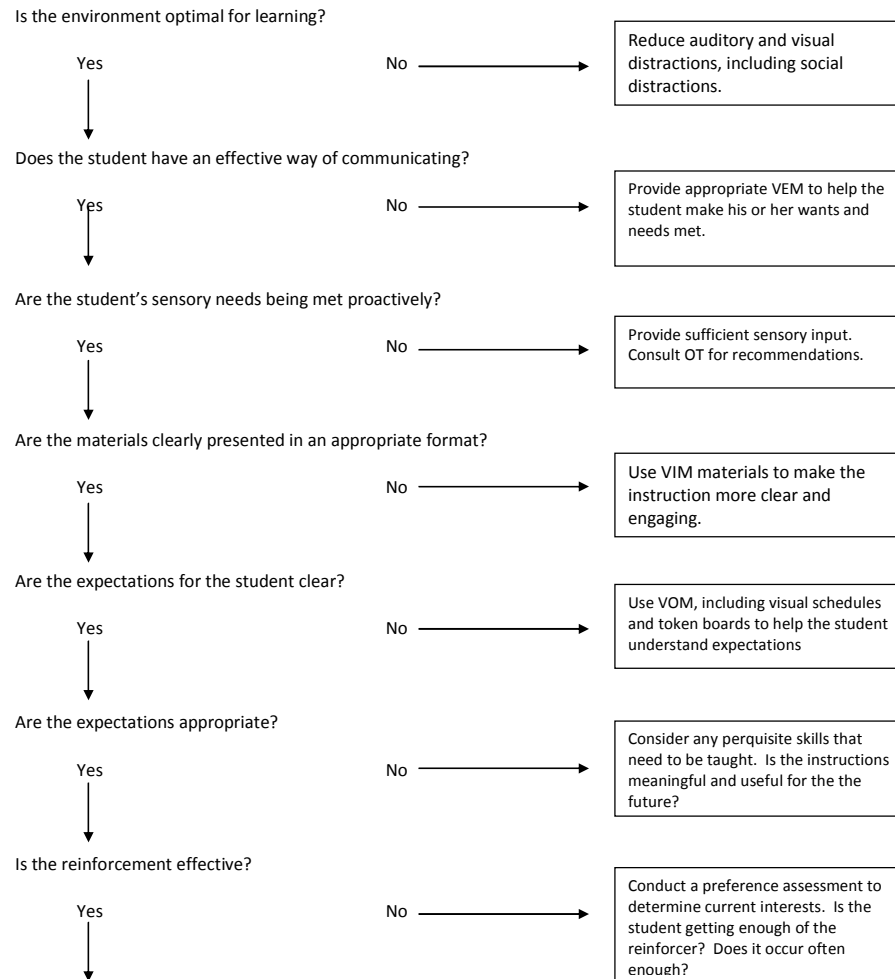 Is the environment optimal for learning?
Yes
No
Reduce auditory and visual
distractions, including social
distractions.
Does the student have an effective way of communicating?
Yes
No
Provide appropriate VEM to help the
student make his or her wants and
needs met.
Are the student’s sensory needs being met proactively?
Yes
No
Provide sufficient sensory input.
Consult OT for recommendations.
Are the materials clearly presented in an appropriate format?
Yes
No
Use VIM materials to make the
instruction more clear and
engaging.
Are the expectations for the student clear?
Yes
No
Use VOM, including visual schedules
and token boards to help the student
understand expectations
Are the expectations appropriate?
Yes
No
Consider any perquisite skills that
need to be taught.  Is the instructions
meaningful and useful for the the
future?
Is the reinforcement effective?
Yes
No
Conduct a preference assessment to
determine current interests.  Is the
student getting enough of the
reinforcer?  Does it occur often
enough?